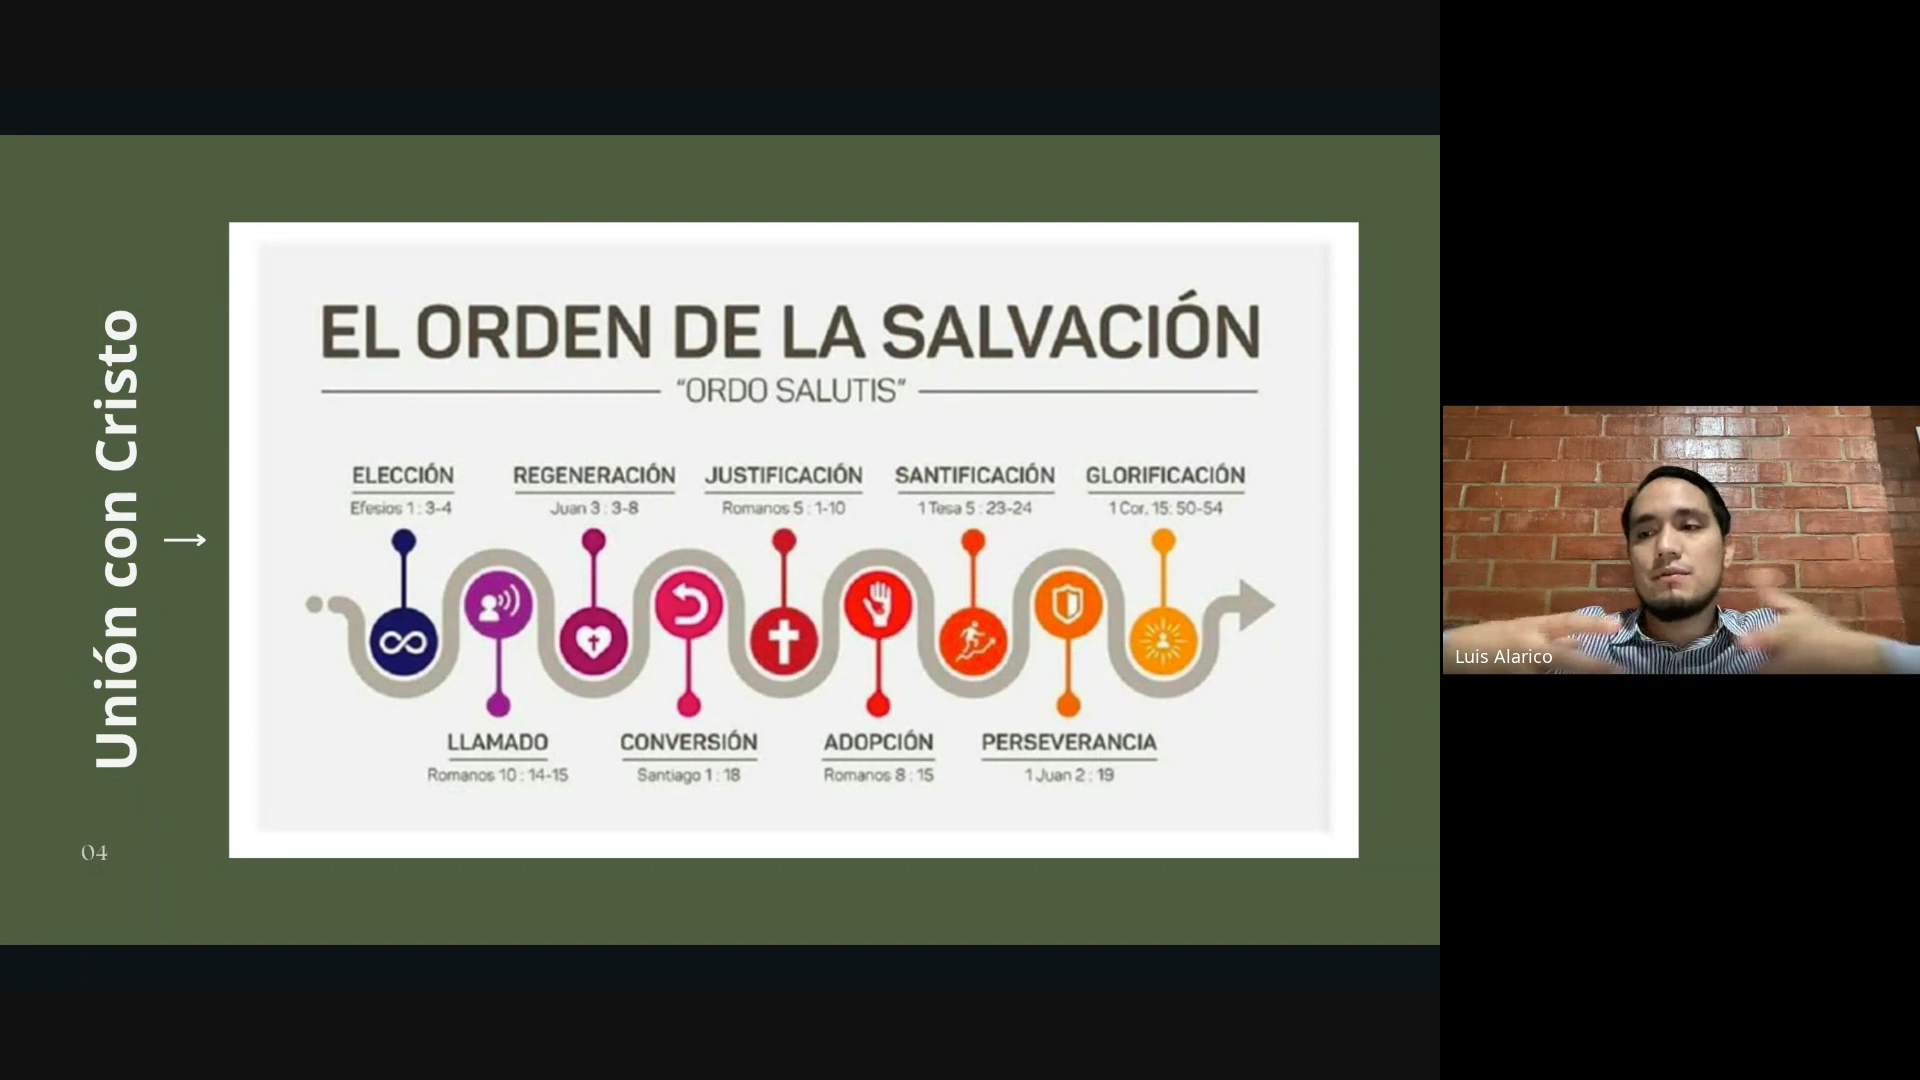 Unión con Cristo
→
04
EL ORDEN DE LA SALVACIÓN
“ORDO SALUTIS”
ELECCIÓN
Efesios 1 : 3-4
REGENERACIÓN
Juan 3 : 3-8
JUSTIFICACIÓN
Romanos 5 : 1-10
SANTIFICACIÓN
1 Tesa 5 : 23-24
GLORIFICACIÓN
1 Cor. 15: 50-54
LLAMADO
Romanos 10 : 14-15
CONVERSIÓN
Santiago 1 : 18
ADOPCIÓN
Romanos 8 : 15
PERSEVERANCIA
1 Juan 2 : 19
Luis Alarico